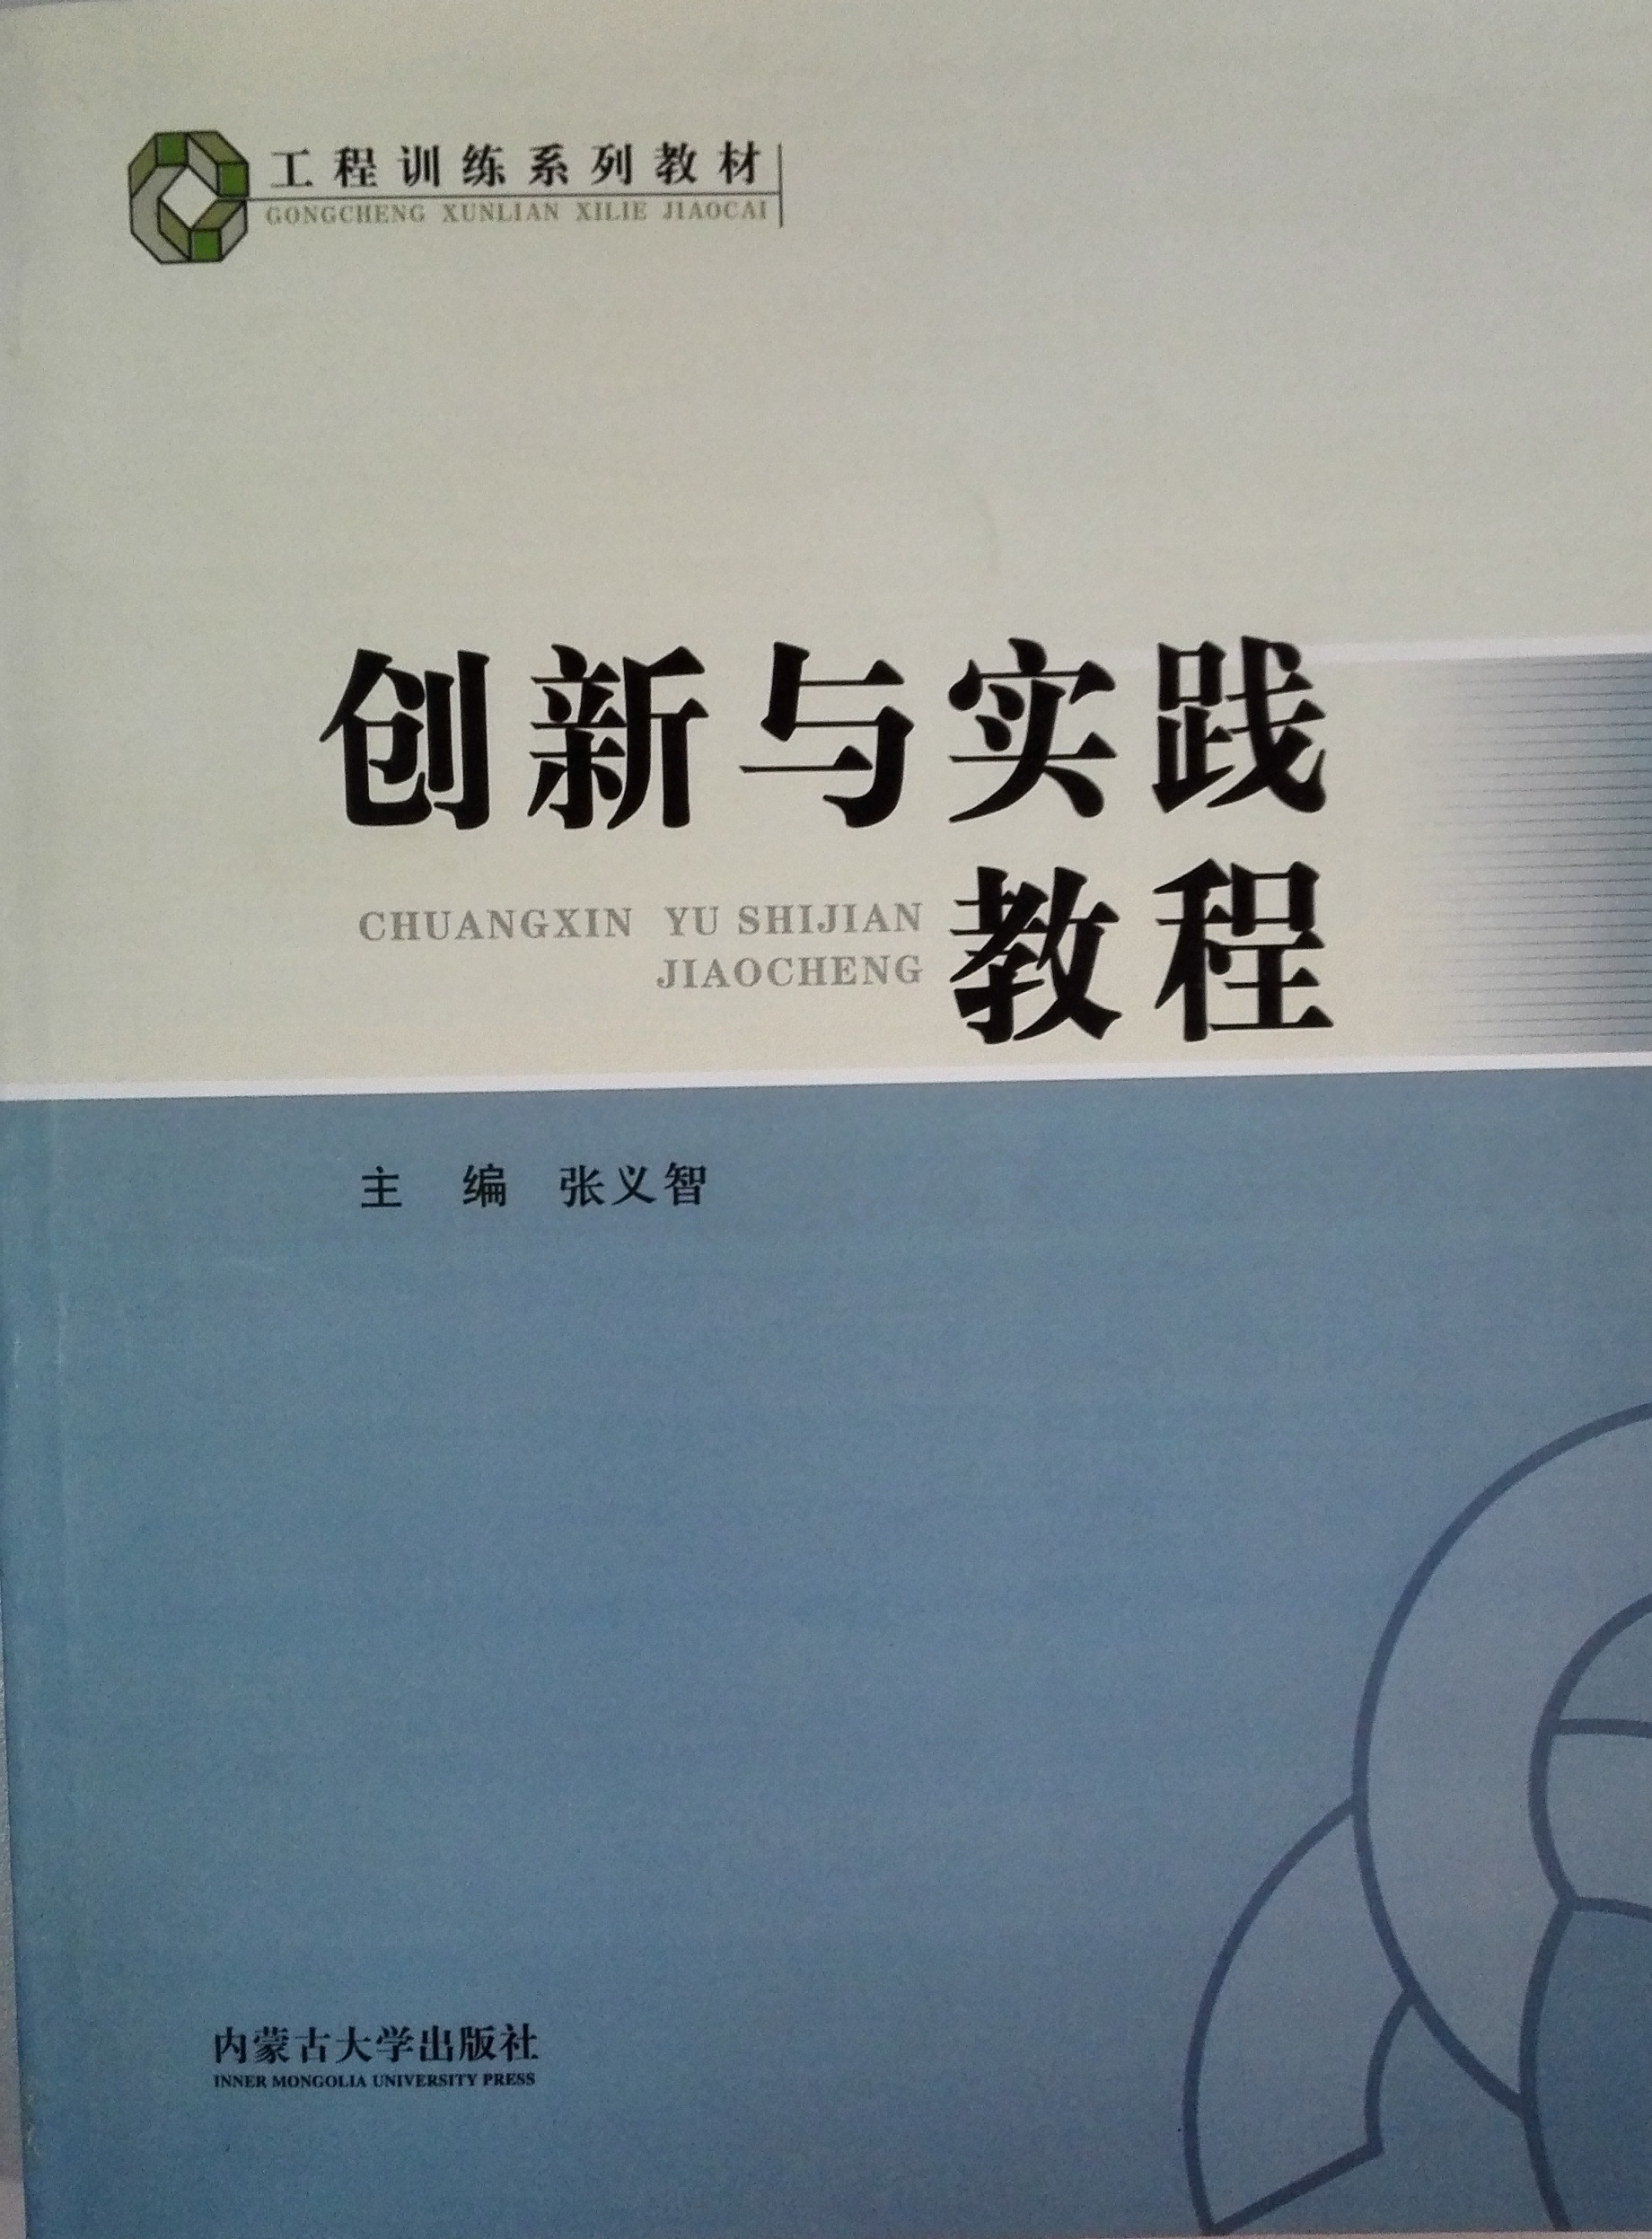 工程训练系列教材
GONGCHENG XUNLIAN XILIE JIAOCAI
创新与实践
教程
CHUANGXIN YU SHIJIAN
JIAOCHENG
主 编 张义智
内蒙古大学出版社
INNER MONGOLIA UNIVERSITY PRESS